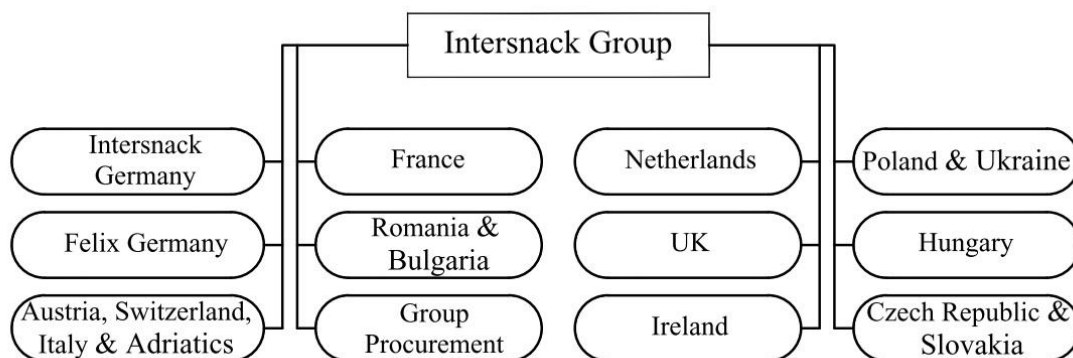 Intersnack Group
Intersnack
Germany
France
Netherlands
Poland & Ukraine
Felix Germany
Romania &
Bulgaria
UK
Hungary
Austria, Switzerland,
Italy & Adriatics
Group
Procurement
Ireland
Czech Republic &
Slovakia